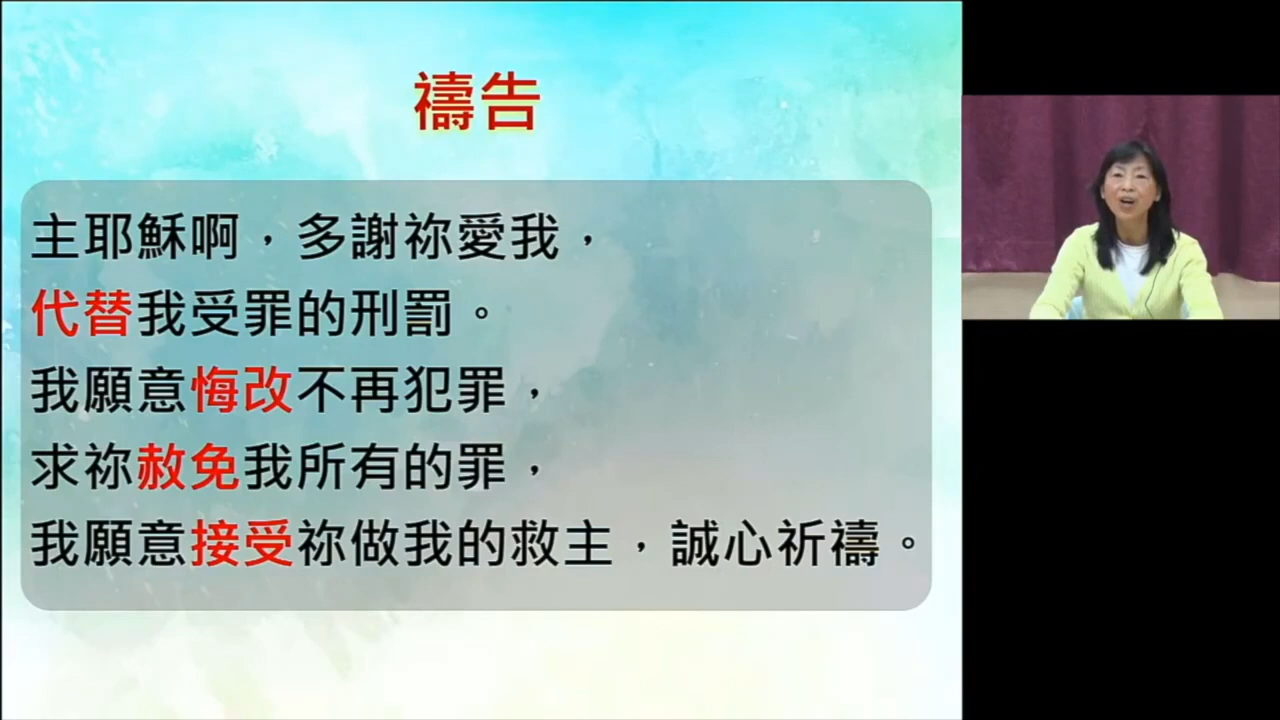 禱告
主耶穌啊，多謝祢愛我，
代替我受罪的刑罰。
我願意悔改不再犯罪，
求祢赦免我所有的罪，
我願意接受祢做我的救主，誠心祈禱。